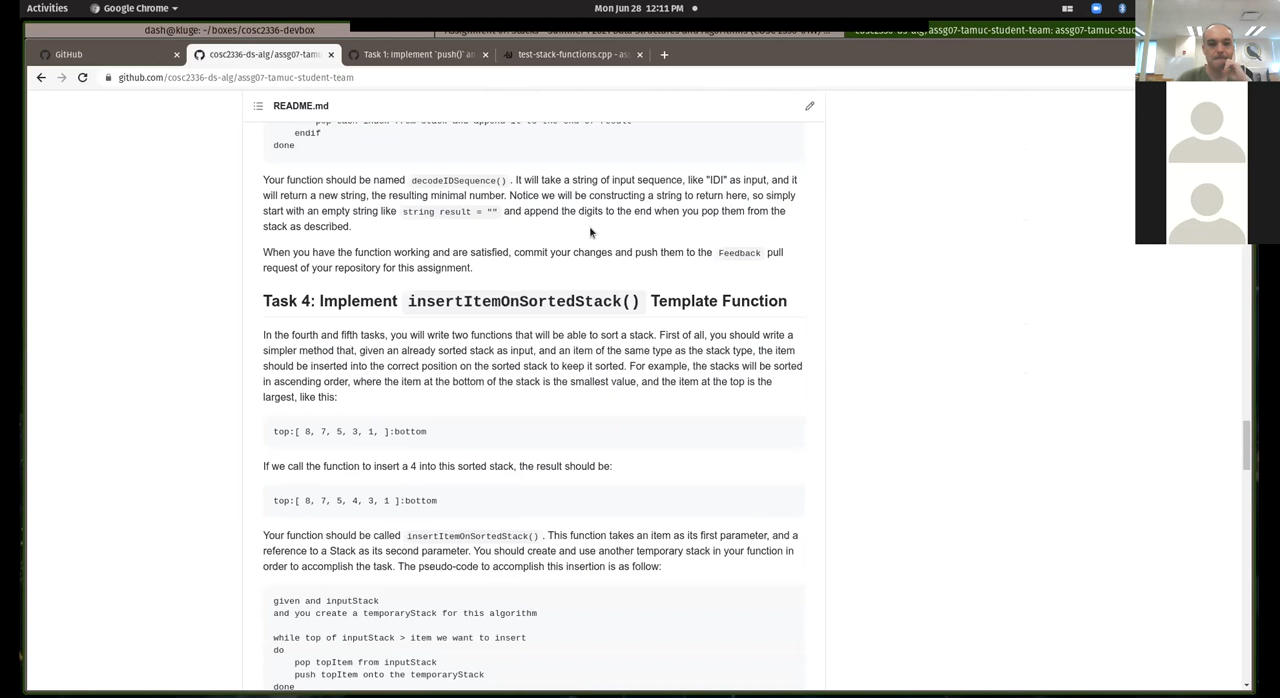 Activities
Google Chrome
Mon Jun 28 12:11 PM
dash@kluge: ~/boxes/cosc2336-devbox
cosc2336-ds-alg/assg07-tamuc-student-team: assg07-tamuc-stu
GitHub
cosc2336-ds-alg/assg07-tamu
Task 1: Implement `push()` an
test-stack-functions.cpp - as
github.com/cosc2336-ds-alg/assg07-tamuc-student-team
README.md
endif
done
Your function should be named decodeIDSequence() . It will take a string of input sequence, like "IDI" as input, and it
will return a new string, the resulting minimal number. Notice we will be constructing a string to return here, so simply
start with an empty string like string result = "" and append the digits to the end when you pop them from the
stack as described.
When you have the function working and are satisfied, commit your changes and push them to the Feedback pull
request of your repository for this assignment.
Task 4: Implement insertItemOnSortedStack() Template Function
In the fourth and fifth tasks, you will write two functions that will be able to sort a stack. First of all, you should write a
simpler method that, given an already sorted stack as input, and an item of the same type as the stack type, the item
should be inserted into the correct position on the sorted stack to keep it sorted. For example, the stacks will be sorted
in ascending order, where the item at the bottom of the stack is the smallest value, and the item at the top is the
largest, like this:
top:[ 8, 7, 5, 3, 1, ]:bottom
If we call the function to insert a 4 into this sorted stack, the result should be:
top:[ 8, 7, 5, 4, 3, 1 ]:bottom
Your function should be called insertItemOnSortedStack() . This function takes an item as its first parameter, and a
reference to a Stack as its second parameter. You should create and use another temporary stack in your function in
order to accomplish the task. The pseudo-code to accomplish this insertion is as follow:
given and inputStack
and you create a temporaryStack for this algorithm
while top of inputStack > item we want to insert
do
pop topItem from inputStack
push topItem onto the temporaryStack
done